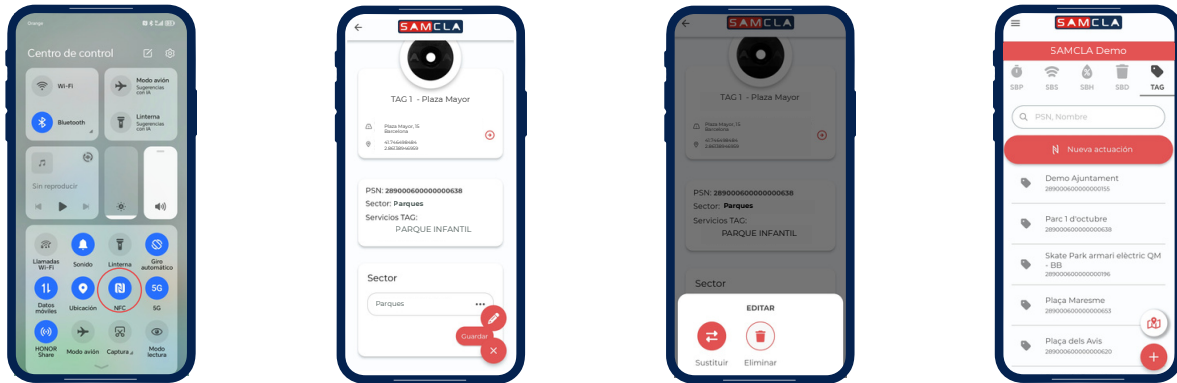 Orange
Centro de control
Wi-Fi
Modo avión
Sugerencias
con IA
Bluetooth
Linterna
Sugerencias
con IA
Sin reproducir
Llamadas
Wi-Fi
Sonido
Linterna
Giro
automático
Datos
móviles
Ubicación
NFC
5G
5G
HONOR
Share
Modo avión
Captura
Modo
lectura
SAMCLA
TAG 1 - Plaza Mayor
Plaza Mayor, 15
Barcelona
PSN: 289000600000000638
Sector: Parques
Servicios TAG:
PARQUE INFANTIL
Sector
Parques
Guardar
SAMCLA
TAG 1 - Plaza Mayor
Plaza Mayor, 15
Barcelona
PSN: 289000600000000638
Sector: Parques
Servicios TAG:
PARQUE INFANTIL
Sector
EDITAR
Sustituir
Eliminar
SAMCLA
SAMCLA Demo
SBP
SBS
SBH
SBD
TAG
PSN, Nombre
Nueva actuación
Demo Ajuntament
289000600000000155
Parc 1 d'octubre
289000600000000638
Skate Park armari elèctric QM
- BB
289000600000000196
Plaça Maresme
289000600000000653
Plaça dels Avis
289000600000000620